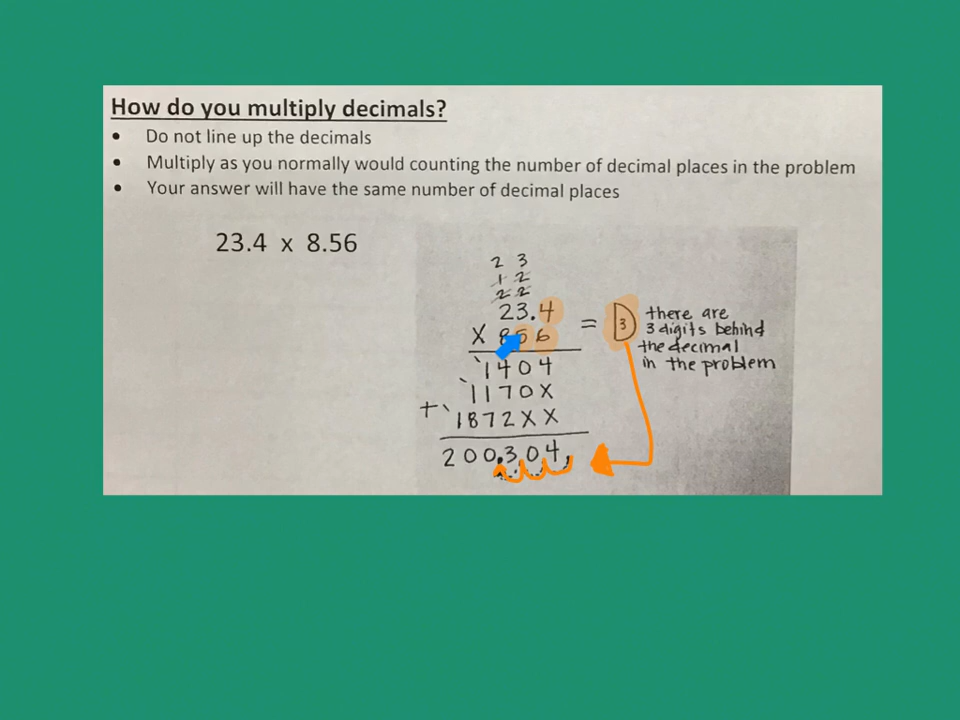 How do you multiply decimals?
• Do not line up the decimals
• Multiply as you normally would counting the number of decimal places in the problem
• Your answer will have the same number of decimal places
23.4 x 8.56
2 3
1 2
2 2
23.4
X 856
= 3
there are
3 digits behind
the decimal
in the problem
1404
1170X
+ 1872XX
200.304